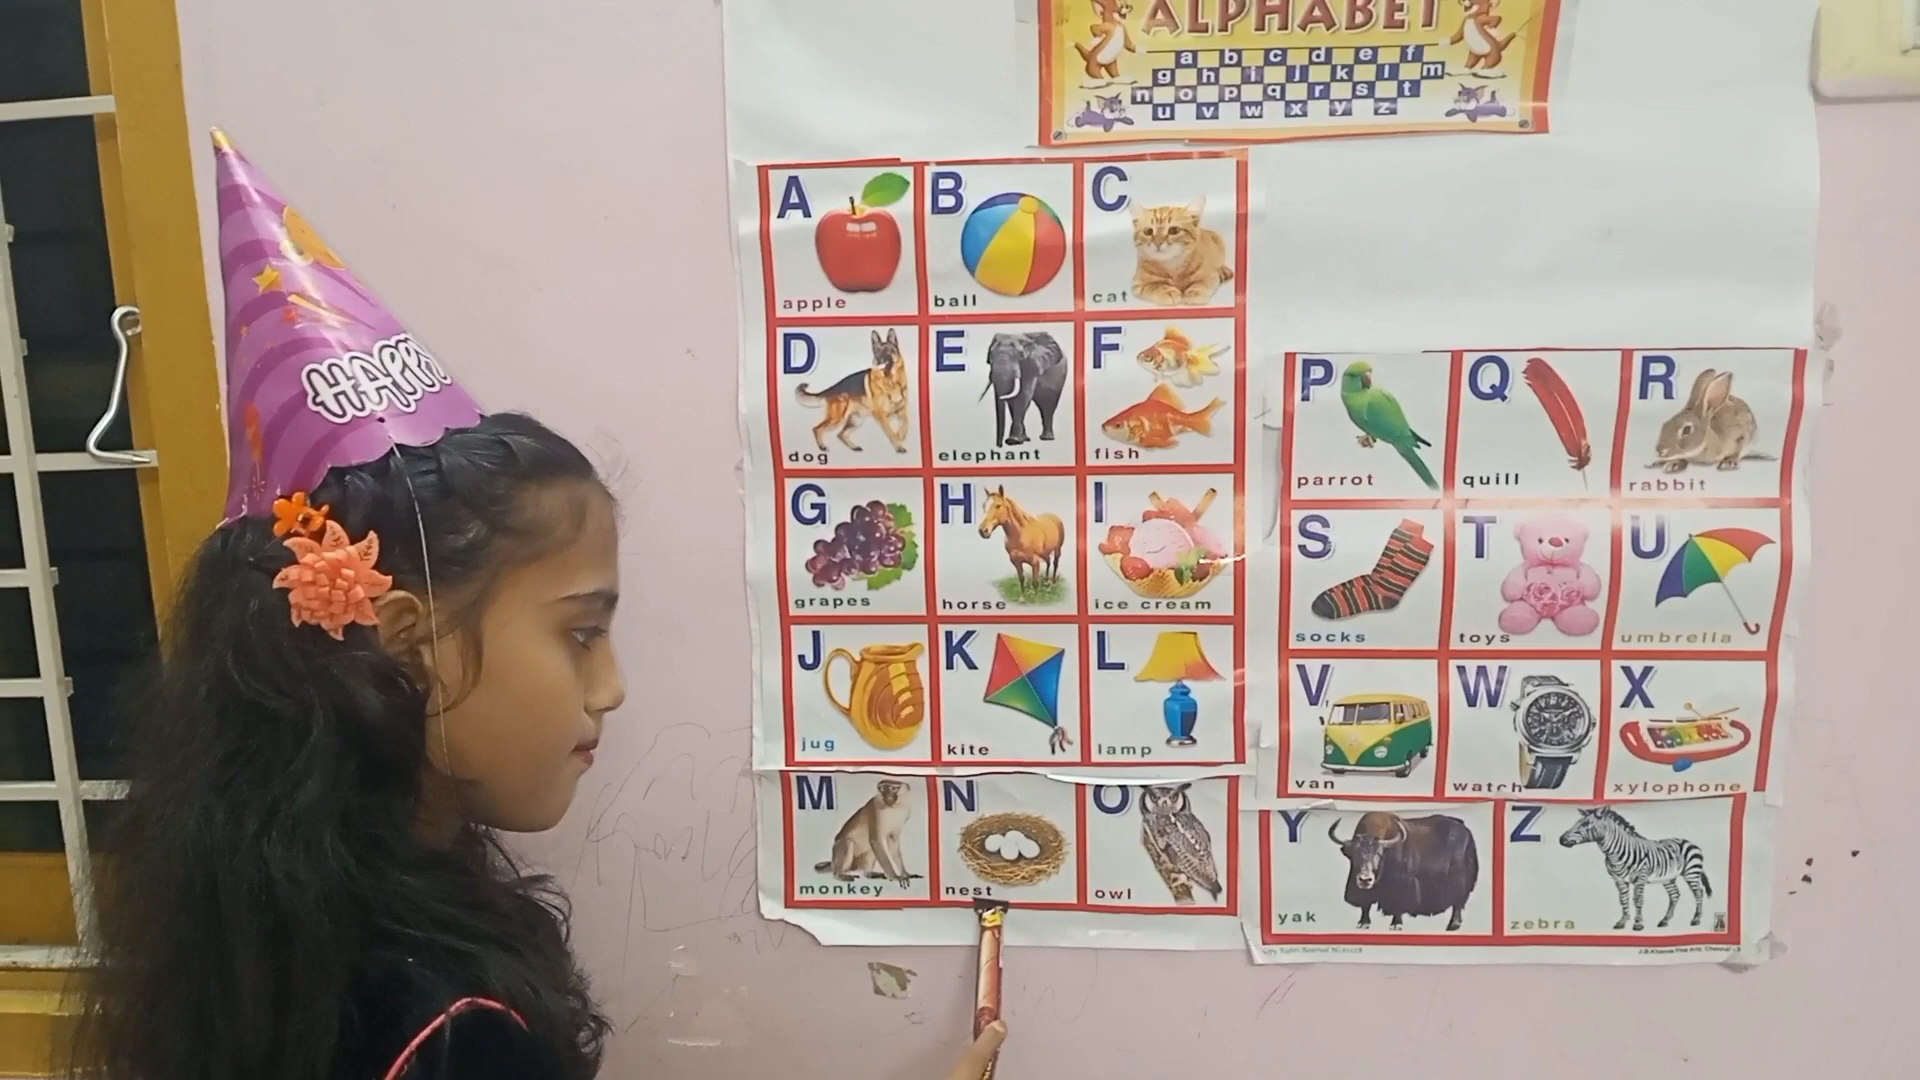 ALPHABET
a b c d e f
g h i j k l m
n o p q r s t
u v w x y z
HAPPY
A B C
apple ball cat
D E F
dog elephant fish
G H I
grapes horse ice cream
J K L
jug kite lamp
M N O
monkey nest owl
P Q R
parrot quill rabbit
S T U
socks toys umbrella
V W X
van watch xylophone
Y Z
yak zebra